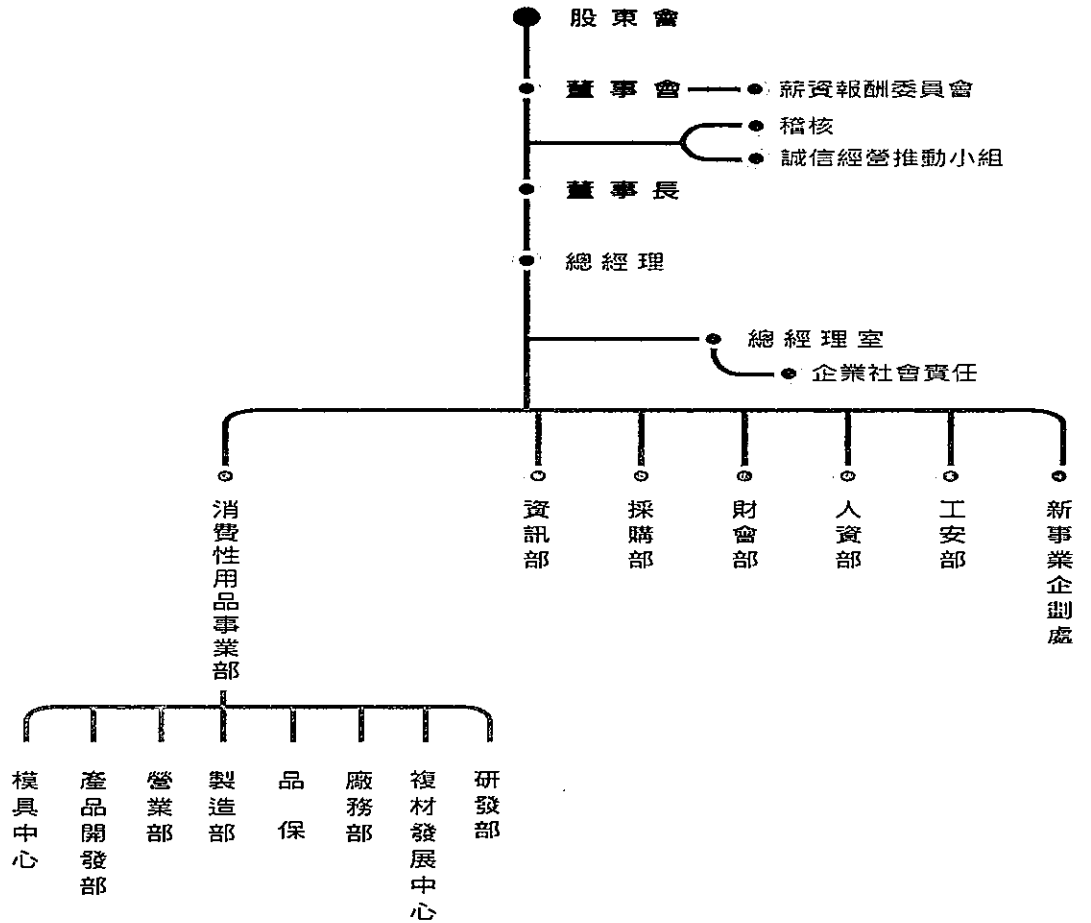 股東會
董事會
薪資報酬委員會
稽核
誠信經營推動小組
董事長
總經理
總經理室
企業社會責任
消費性用品事業部
資訊部
採購部
財會部
人資部
工安部
新事業企劃處
模具中心
產品開發部
營業部
製造部
品保
廠務部
複材發展中心
研發部